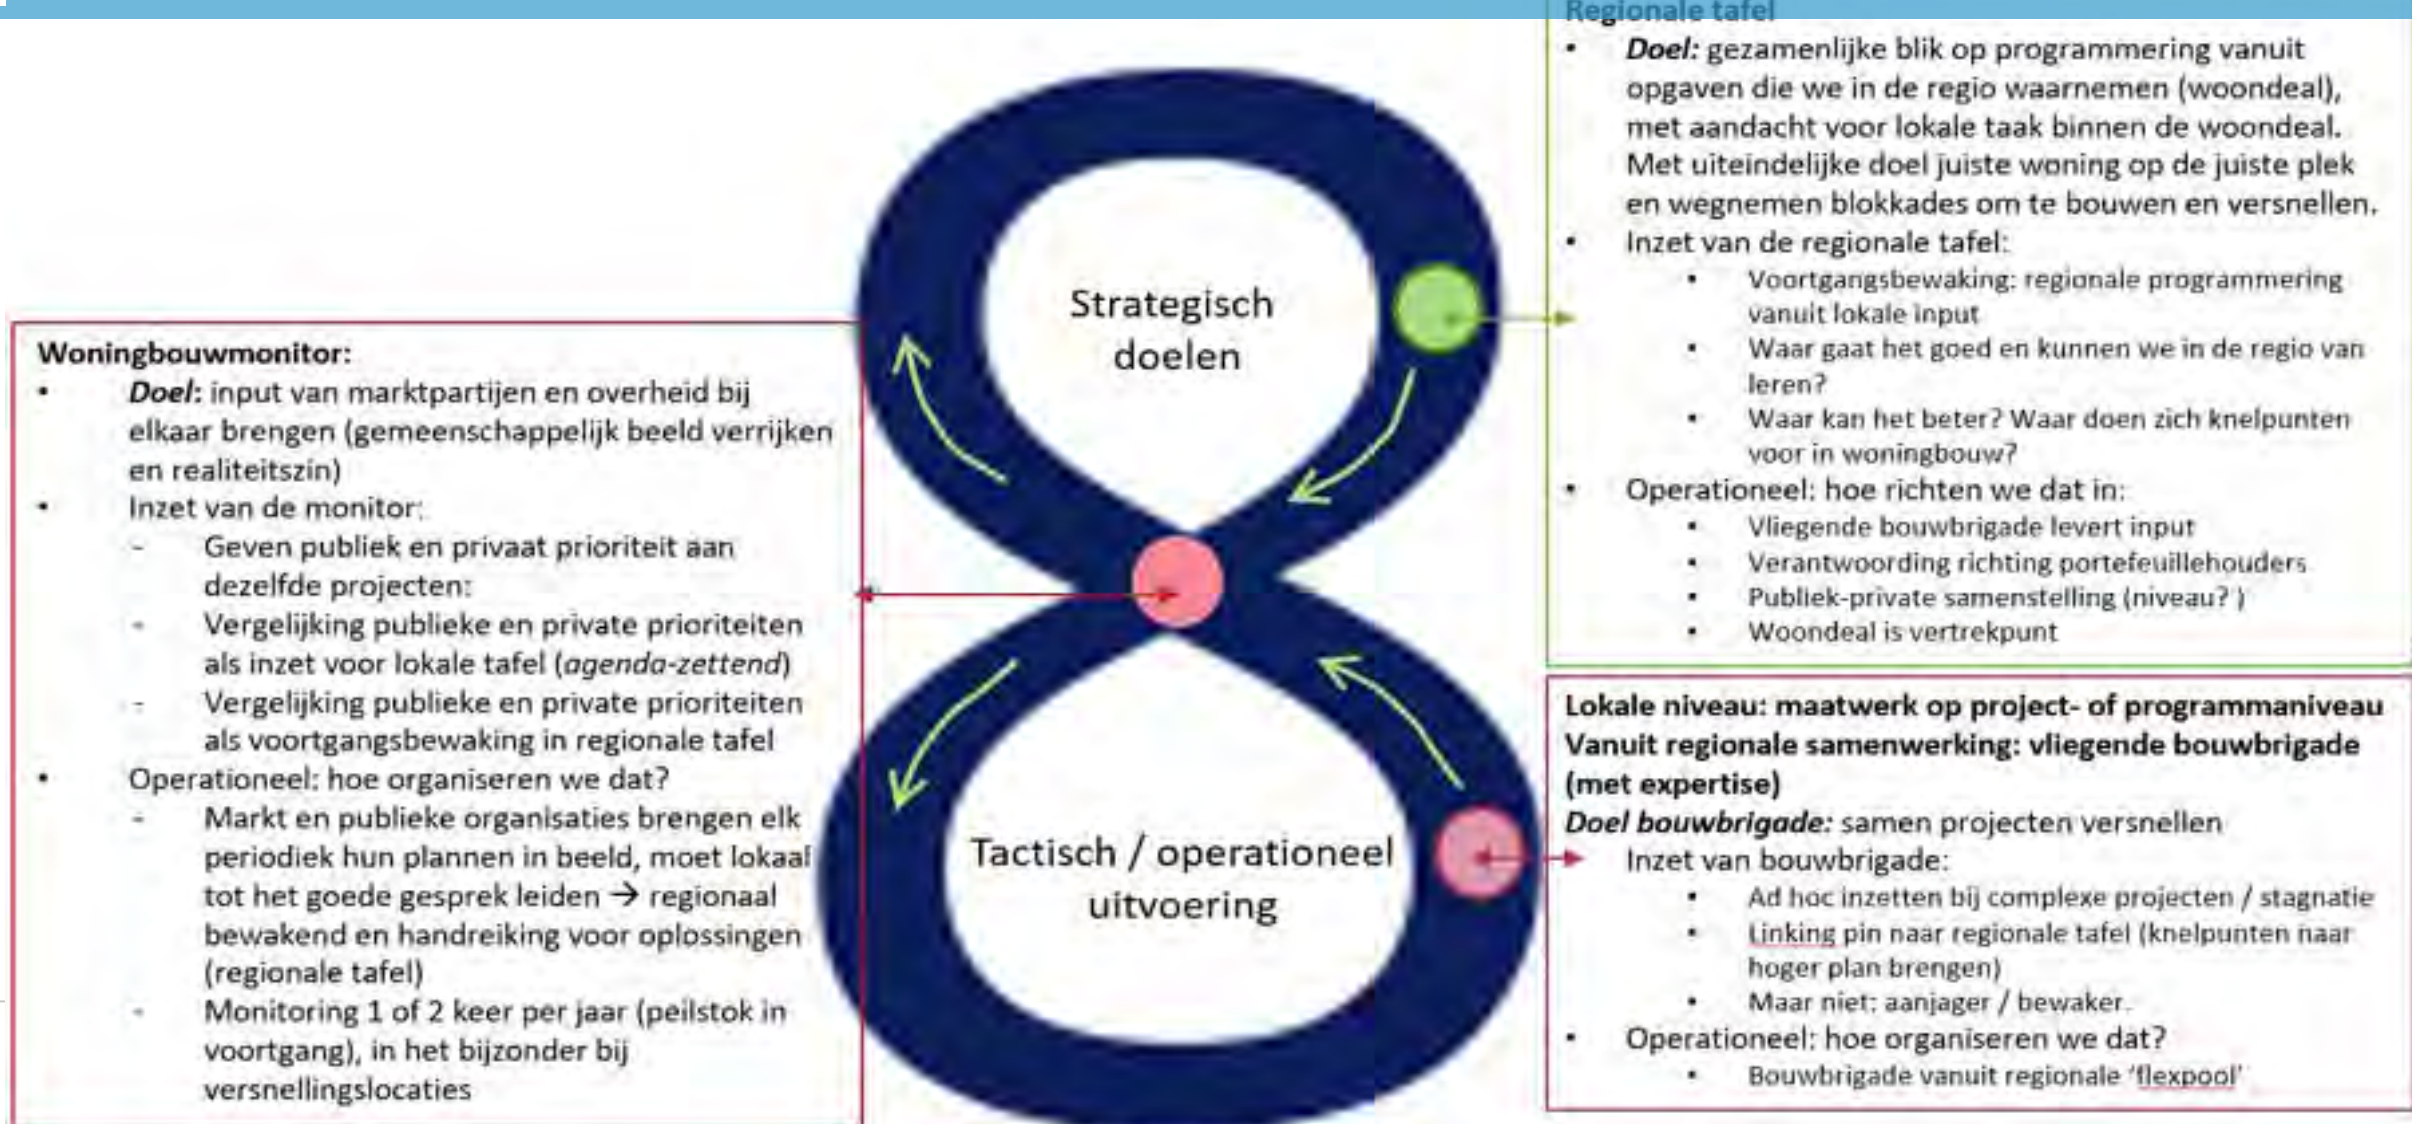 Regionale tafel
• Doel: gezamenlijke blik op programmering vanuit
opgaven die we in de regio waarnemen (woondeal),
met aandacht voor lokale taak binnen de woondeal.
Met uiteindelijke doel juiste woning op de juiste plek
en wegnemen blokkades om te bouwen en versnellen.
• Inzet van de regionale tafel:
• Voortgangsbewaking: regionale programmering
vanuit lokale input
• Waar gaat het goed en kunnen we in de regio van
leren?
• Waar kan het beter? Waar doen zich knelpunten
voor in woningbouw?
• Operationeel: hoe richten we dat in:
• Vliegende bouwbrigade levert input
• Verantwoording richting portefeuillehouders
• Publiek-private samenstelling (niveau? )
• Woondeal is vertrekpunt
Strategisch
doelen
Woningbouwmonitor:
• Doel: input van marktpartijen en overheid bij
elkaar brengen (gemeenschappelijk beeld verrijken
en realiteitszin)
• Inzet van de monitor:
- Geven publiek en privaat prioriteit aan
dezelfde projecten:
- Vergelijking publieke en private prioriteiten
als inzet voor lokale tafel (agenda-zettend)
- Vergelijking publieke en private prioriteiten
als voortgangsbewaking in regionale tafel
• Operationeel: hoe organiseren we dat?
- Markt en publieke organisaties brengen elk
periodiek hun plannen in beeld, moet lokaal
tot het goede gesprek leiden → regionaal
bewakend en handreiking voor oplossingen
(regionale tafel)
- Monitoring 1 of 2 keer per jaar (peilstok in
voortgang), in het bijzonder bij
versnellingslocaties
Tactisch / operationeel
uitvoering
Lokale niveau: maatwerk op project- of programmaniveau
Vanuit regionale samenwerking: vliegende bouwbrigade
(met expertise)
Doel bouwbrigade: samen projecten versnellen
Inzet van bouwbrigade:
• Ad hoc inzetten bij complexe projecten / stagnatie
• Linking pin naar regionale tafel (knelpunten naar
hoger plan brengen)
• Maar niet: aanjager / bewaker.
• Operationeel: hoe organiseren we dat?
• Bouwbrigade vanuit regionale ‘flexpool’